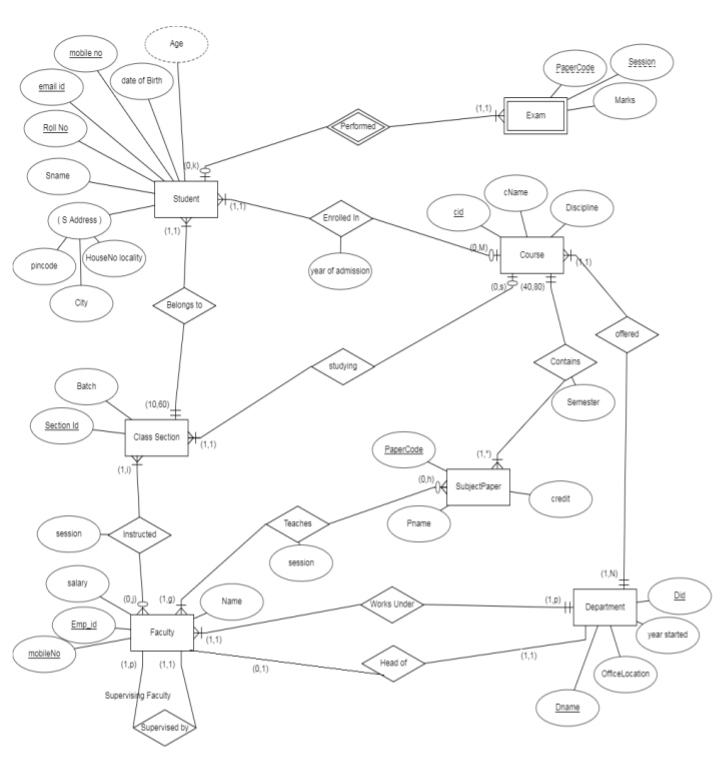 Age
mobile no
date of Birth
email id
Roll No
Sname
( S Address )
pincode
HouseNo locality
City
Student
(0,k)
(1,1)
(1,1)
Performed
(1,1)
Exam
PaperCode
Session
Marks
Enrolled In
year of admission
(0,M)
cid
cName
Discipline
Course
(0,s)
(40,80)
(1,1)
Belongs to
studying
offered
Contains
Semester
Batch
Section Id
(10,60)
Class Section
(1,1)
(1,i)
PaperCode
(1,*)
(0,h)
SubjectPaper
credit
Pname
Teaches
session
session
Instructed
salary
Emp_id
mobileNo
(0,j)
(1,g)
Name
Faculty
(1,1)
(1,p)
(1,1)
(0,1)
Works Under
(1,p)
(1,N)
Department
Did
year started
OfficeLocation
Dname
Head of
(1,1)
Supervising Faculty
Supervised by